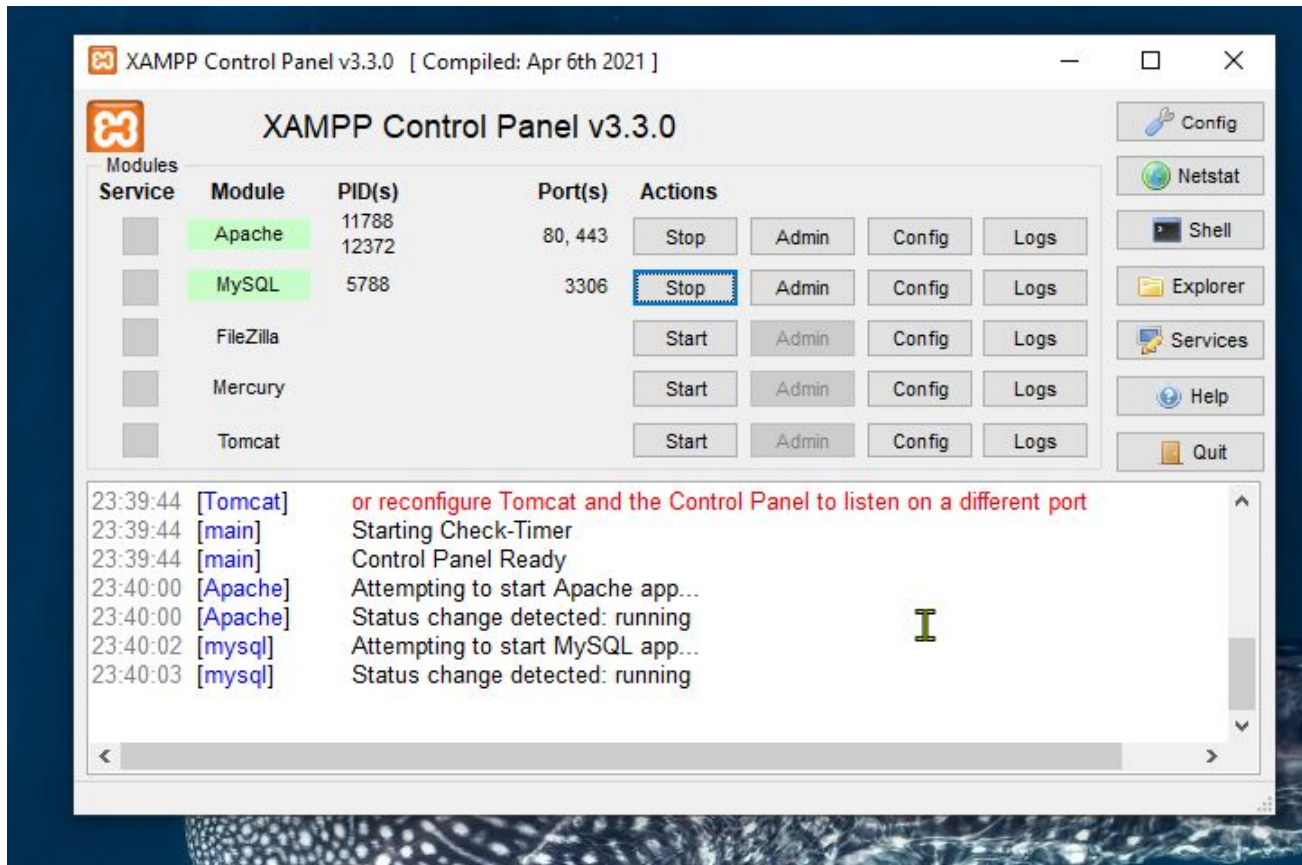 XAMPP Control Panel v3.3.0 [ Compiled: Apr 6th 2021 ]
XAMPP Control Panel v3.3.0
Config
Modules
Service Module PID(s) Port(s) Actions
Netstat
Apache 11788 12372 80, 443 Stop Admin Config Logs
Shell
MySQL 5788 3306 Stop Admin Config Logs
Explorer
FileZilla Start Admin Config Logs
Services
Mercury Start Admin Config Logs
Help
Tomcat Start Admin Config Logs
Quit
23:39:44 [Tomcat] or reconfigure Tomcat and the Control Panel to listen on a different port
23:39:44 [main] Starting Check-Timer
23:39:44 [main] Control Panel Ready
23:40:00 [Apache] Attempting to start Apache app...
23:40:00 [Apache] Status change detected: running
23:40:02 [mysql] Attempting to start MySQL app...
23:40:03 [mysql] Status change detected: running